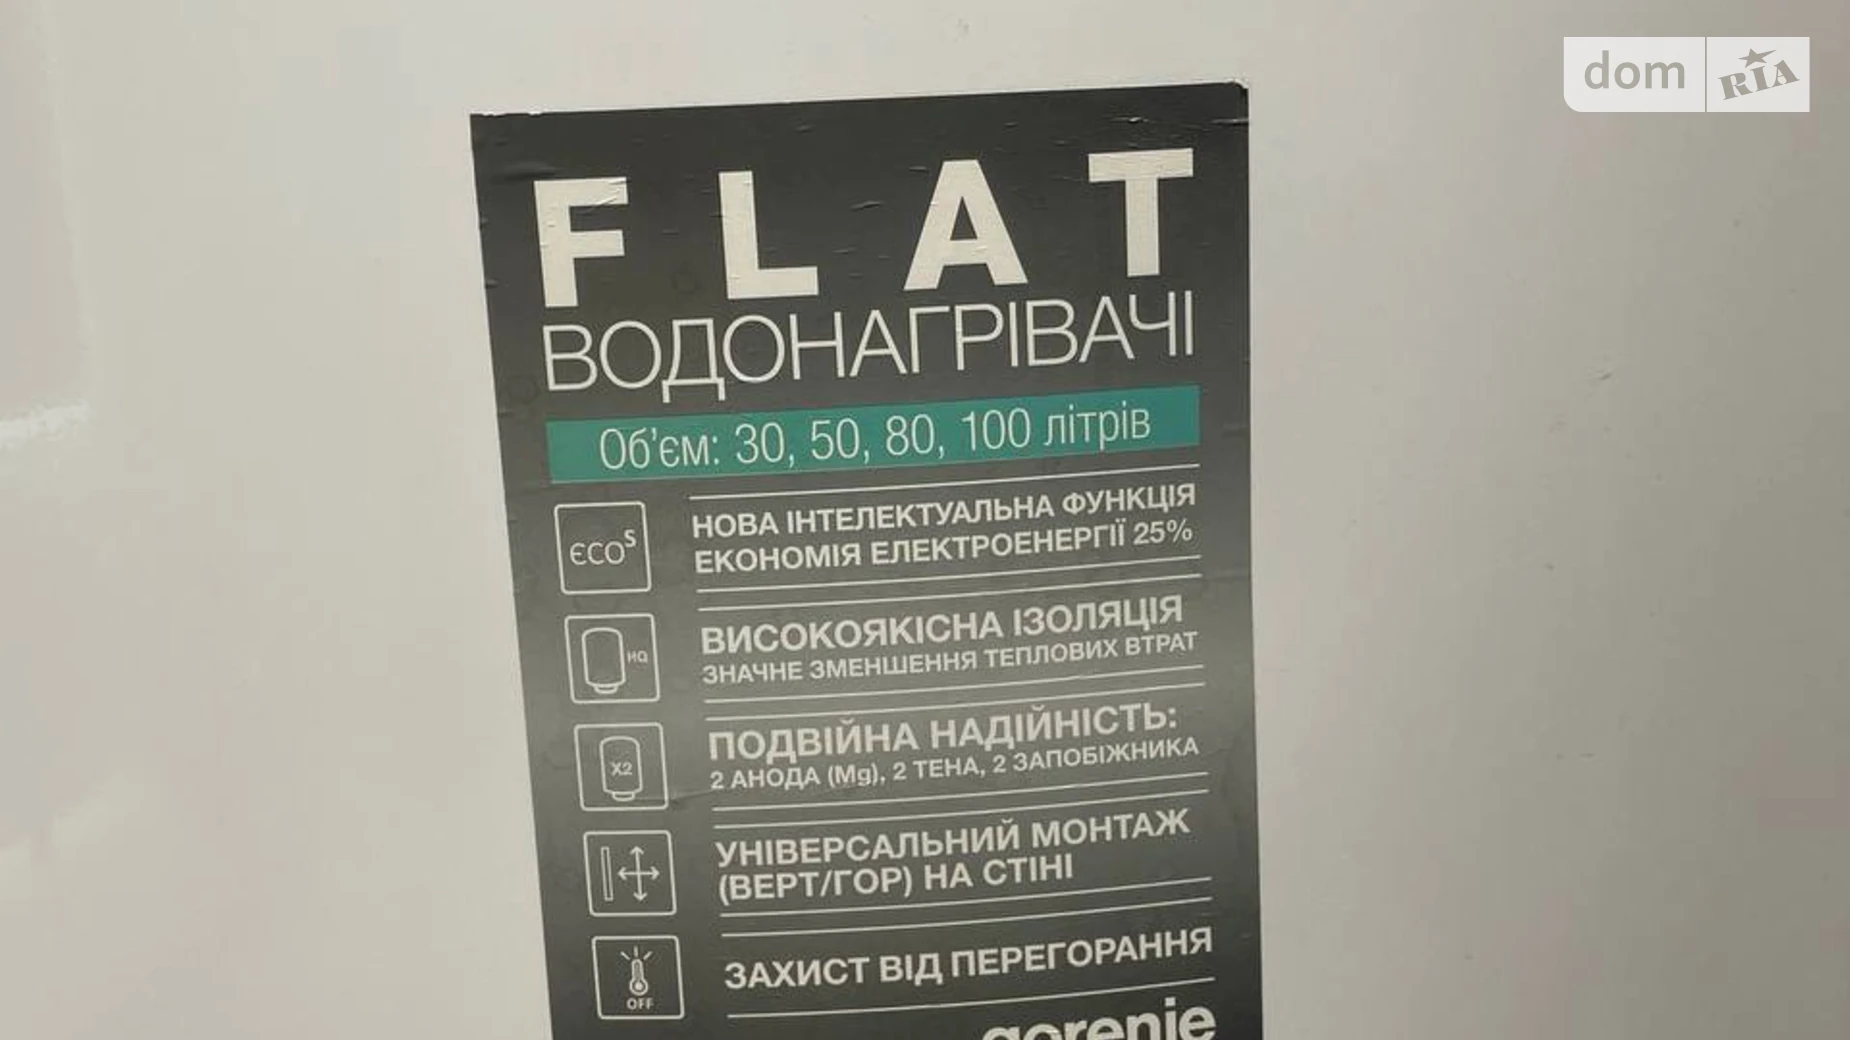 dom RIA
FLAT
ВОДОНАГРІВАЧІ
Об'єм: 30, 50, 80, 100 літрів
ЄCO S
НОВА ІНТЕЛЕКТУАЛЬНА ФУНКЦІЯ
ЕКОНОМІЯ ЕЛЕКТРОЕНЕРГІЇ 25%
HQ
ВИСОКОЯКІСНА ІЗОЛЯЦІЯ
ЗНАЧНЕ ЗМЕНШЕННЯ ТЕПЛОВИХ ВТРАТ
X2
ПОДВІЙНА НАДІЙНІСТЬ:
2 АНОДА (Mg), 2 ТЕНА, 2 ЗАПОБІЖНИКА
УНІВЕРСАЛЬНИЙ МОНТАЖ
(ВЕРТ/ГОР) НА СТІНІ
OFF
ЗАХИСТ ВІД ПЕРЕГОРАННЯ
gorenje